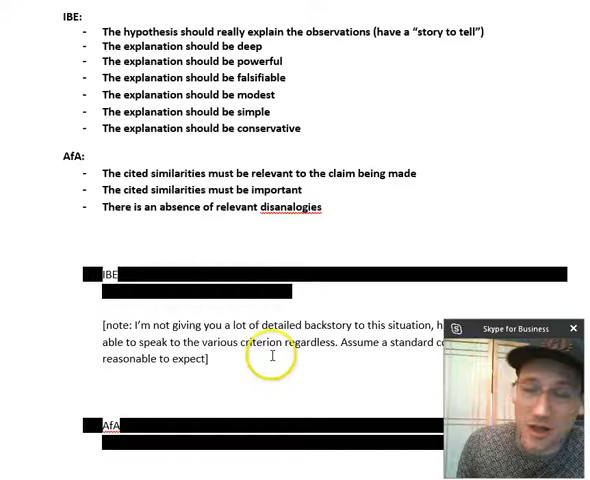 IBE:
- The hypothesis should really explain the observations (have a “story to tell”)
- The explanation should be deep
- The explanation should be powerful
- The explanation should be falsifiable
- The explanation should be modest
- The explanation should be simple
- The explanation should be conservative
AfA:
- The cited similarities must be relevant to the claim being made
- The cited similarities must be important
- There is an absence of relevant disanalogies
IBE
[note: I’m not giving you a lot of detailed backstory to this situation,
able to speak to the various criterion regardless. Assume a standard
reasonable to expect]
Skype for Business
AfA